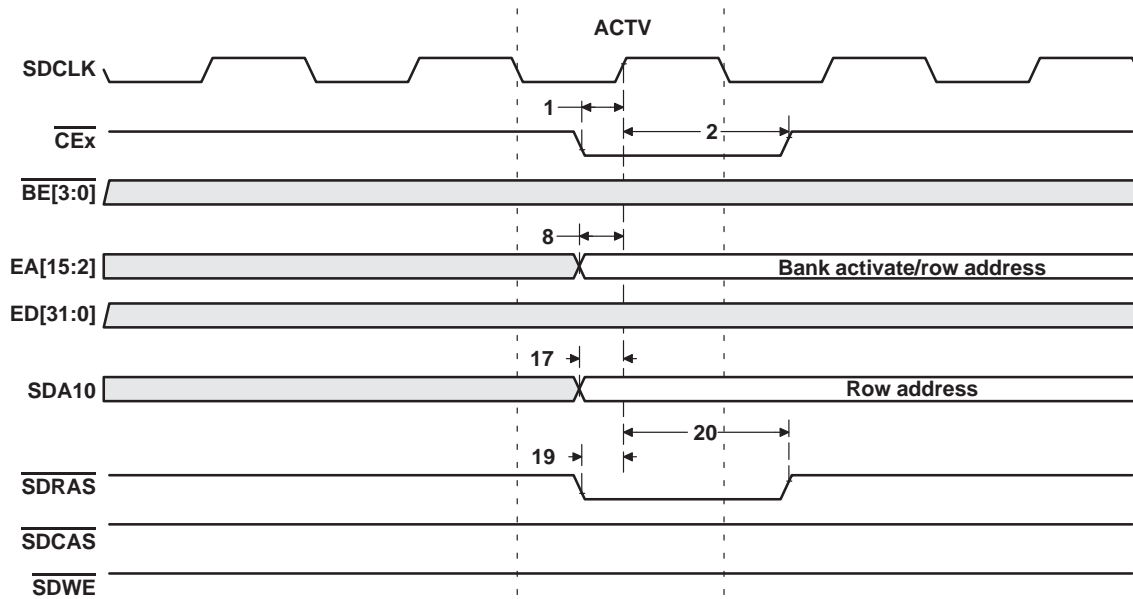 ACTV
SDCLK
1
CEx
2
BE[3:0]
8
EA[15:2]
Bank activate/row address
ED[31:0]
17
SDA10
Row address
20
19
SDRAS
SDCAS
SDWE